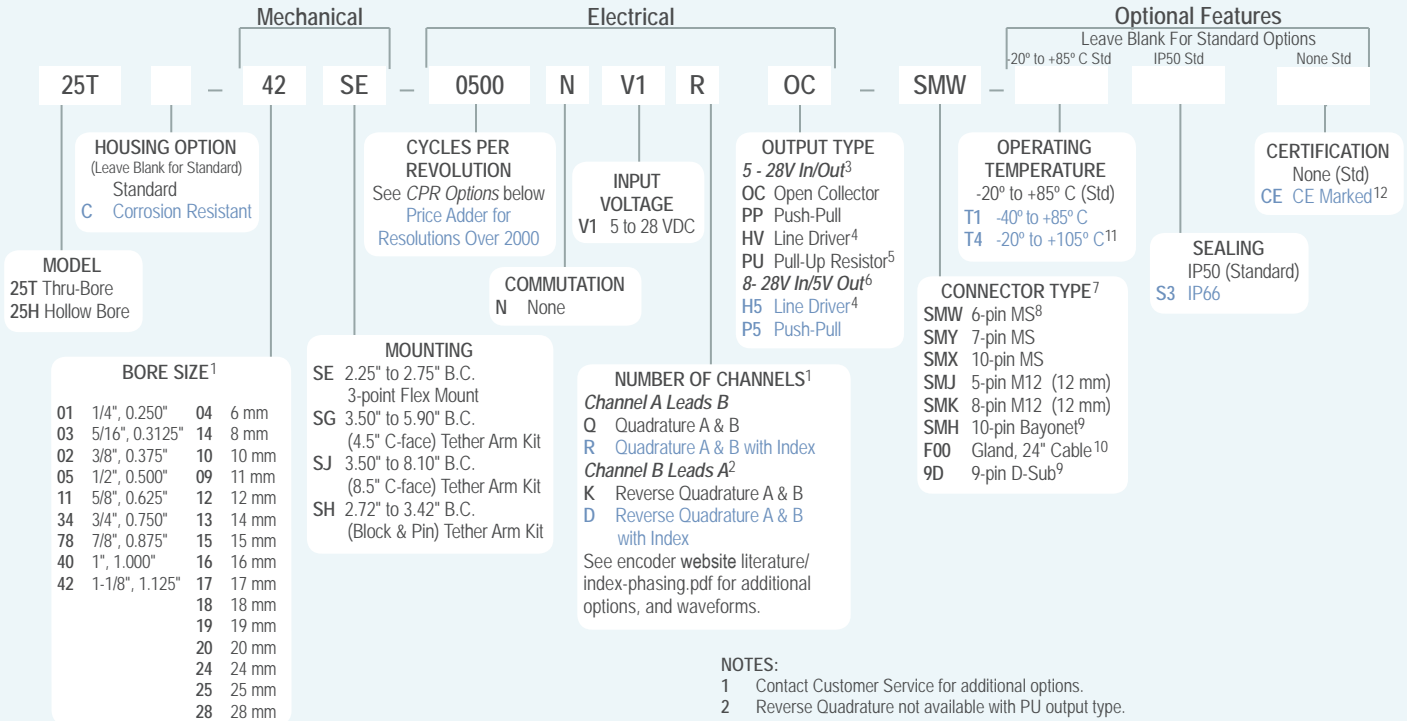 Mechanical
Electrical
Optional Features
Leave Blank For Standard Options
-20º to +85º C Std
IP50 Std
None Std
25T – 42 SE – 0500 N V1 R OC – SMW –
HOUSING OPTION
(Leave Blank for Standard)
Standard
C Corrosion Resistant
MODEL
25T Thru-Bore
25H Hollow Bore
BORE SIZE1
01 1/4", 0.250" 04 6 mm
03 5/16", 0.3125" 14 8 mm
02 3/8", 0.375" 10 10 mm
05 1/2", 0.500" 09 11 mm
11 5/8", 0.625" 12 12 mm
34 3/4", 0.750" 13 14 mm
78 7/8", 0.875" 15 15 mm
40 1", 1.000" 16 16 mm
42 1-1/8", 1.125" 17 17 mm
18 18 mm
19 19 mm
20 20 mm
24 24 mm
25 25 mm
28 28 mm
MOUNTING
SE 2.25" to 2.75" B.C.
3-point Flex Mount
SG 3.50" to 5.90" B.C.
(4.5" C-face) Tether Arm Kit
SJ 3.50" to 8.10" B.C.
(8.5" C-face) Tether Arm Kit
SH 2.72" to 3.42" B.C.
(Block & Pin) Tether Arm Kit
CYCLES PER
REVOLUTION
See CPR Options below
Price Adder for
Resolutions Over 2000
COMMUTATION
N None
INPUT
VOLTAGE
V1 5 to 28 VDC
NUMBER OF CHANNELS1
Channel A Leads B
Q Quadrature A & B
R Quadrature A & B with Index
Channel B Leads A2
K Reverse Quadrature A & B
D Reverse Quadrature A & B
with Index
See encoder website literature/
index-phasing.pdf for additional
options, and waveforms.
OUTPUT TYPE
5 - 28V In/Out3
OC Open Collector
PP Push-Pull
HV Line Driver4
PU Pull-Up Resistor5
8- 28V In/5V Out6
H5 Line Driver4
P5 Push-Pull
CONNECTOR TYPE7
SMW 6-pin MS8
SMY 7-pin MS
SMX 10-pin MS
SMJ 5-pin M12 (12 mm)
SMK 8-pin M12 (12 mm)
SMH 10-pin Bayonet9
F00 Gland, 24" Cable10
9D 9-pin D-Sub9
OPERATING
TEMPERATURE
-20º to +85º C (Std)
T1 -40º to +85º C
T4 -20º to +105º C11
SEALING
IP50 (Standard)
S3 IP66
CERTIFICATION
None (Std)
CE CE Marked12
NOTES:
1 Contact Customer Service for additional options.
2 Reverse Quadrature not available with PU output type.